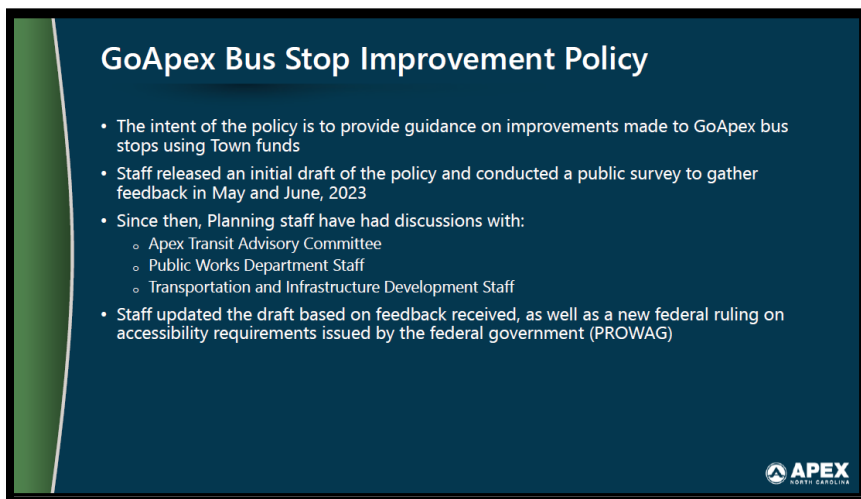 GoApex Bus Stop Improvement Policy
• The intent of the policy is to provide guidance on improvements made to GoApex bus
stops using Town funds
• Staff released an initial draft of the policy and conducted a public survey to gather
feedback in May and June, 2023
• Since then, Planning staff have had discussions with:
o Apex Transit Advisory Committee
o Public Works Department Staff
o Transportation and Infrastructure Development Staff
• Staff updated the draft based on feedback received, as well as a new federal ruling on
accessibility requirements issued by the federal government (PROWAG)
APEX
NORTH CAROLINA